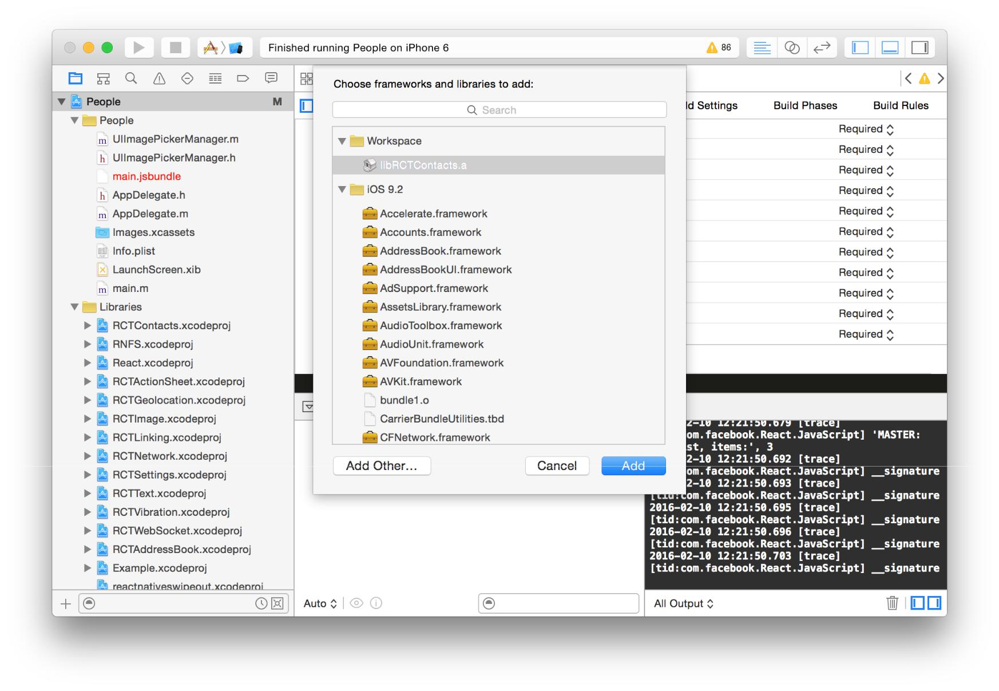 Finished running People on iPhone 6
86
Choose frameworks and libraries to add:
Search
Workspace
libRCTContacts.a
iOS 9.2
Accelerate.framework
Accounts.framework
AddressBook.framework
AddressBookUI.framework
AdSupport.framework
AssetsLibrary.framework
AudioToolbox.framework
AudioUnit.framework
AVFoundation.framework
AVKit.framework
bundle1.o
CarrierBundleUtilities.tbd
CFNetwork.framework
Add Other...
Cancel
Add
People
M
People
UIImagePickerManager.m
UIImagePickerManager.h
main.jsbundle
AppDelegate.h
AppDelegate.m
Images.xcassets
Info.plist
LaunchScreen.xib
main.m
Libraries
RCTContacts.xcodeproj
RNFS.xcodeproj
React.xcodeproj
RCTActionSheet.xcodeproj
RCTGeolocation.xcodeproj
RCTImage.xcodeproj
RCTLinking.xcodeproj
RCTNetwork.xcodeproj
RCTSettings.xcodeproj
RCTText.xcodeproj
RCTVibration.xcodeproj
RCTWebSocket.xcodeproj
RCTAddressBook.xcodeproj
Example.xcodeproj
reactnativeswipeout.xcodeproj
ld Settings
Build Phases
Build Rules
Required
Required
Required
Required
Required
Required
Required
Required
Required
Required
Required
2-10 12:21:50.679 [trace]
om.facebook.React.JavaScript] 'MASTER:
st, items:', 3
2-10 12:21:50.692 [trace]
om.facebook.React.JavaScript] __signature
2-10 12:21:50.693 [trace]
[tid:com.facebook.React.JavaScript] __signature
2016-02-10 12:21:50.695 [trace]
[tid:com.facebook.React.JavaScript] __signature
2016-02-10 12:21:50.696 [trace]
[tid:com.facebook.React.JavaScript] __signature
2016-02-10 12:21:50.703 [trace]
[tid:com.facebook.React.JavaScript] __signature
Auto
All Output